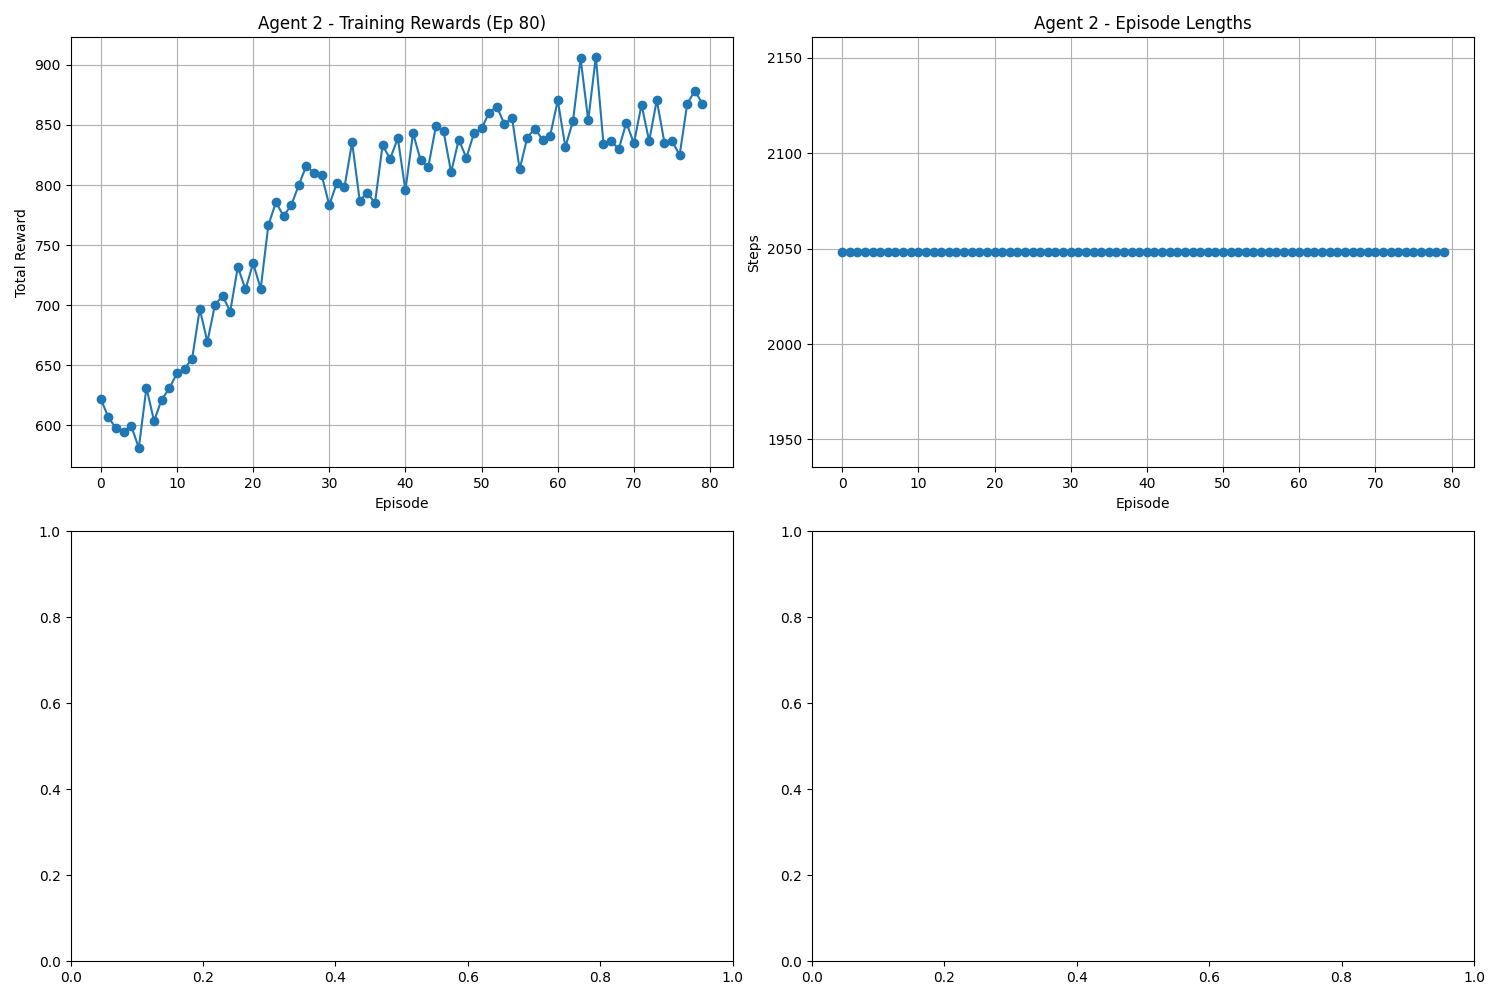 Agent 2 - Training Rewards (Ep 80)
Total Reward
900
850
800
750
700
650
600
0 10 20 30 40 50 60 70 80
Episode
Agent 2 - Episode Lengths
Steps
2150
2100
2050
2000
1950
0 10 20 30 40 50 60 70 80
Episode
1.0
0.8
0.6
0.4
0.2
0.0
0.0 0.2 0.4 0.6 0.8 1.0
1.0
0.8
0.6
0.4
0.2
0.0
0.0 0.2 0.4 0.6 0.8 1.0